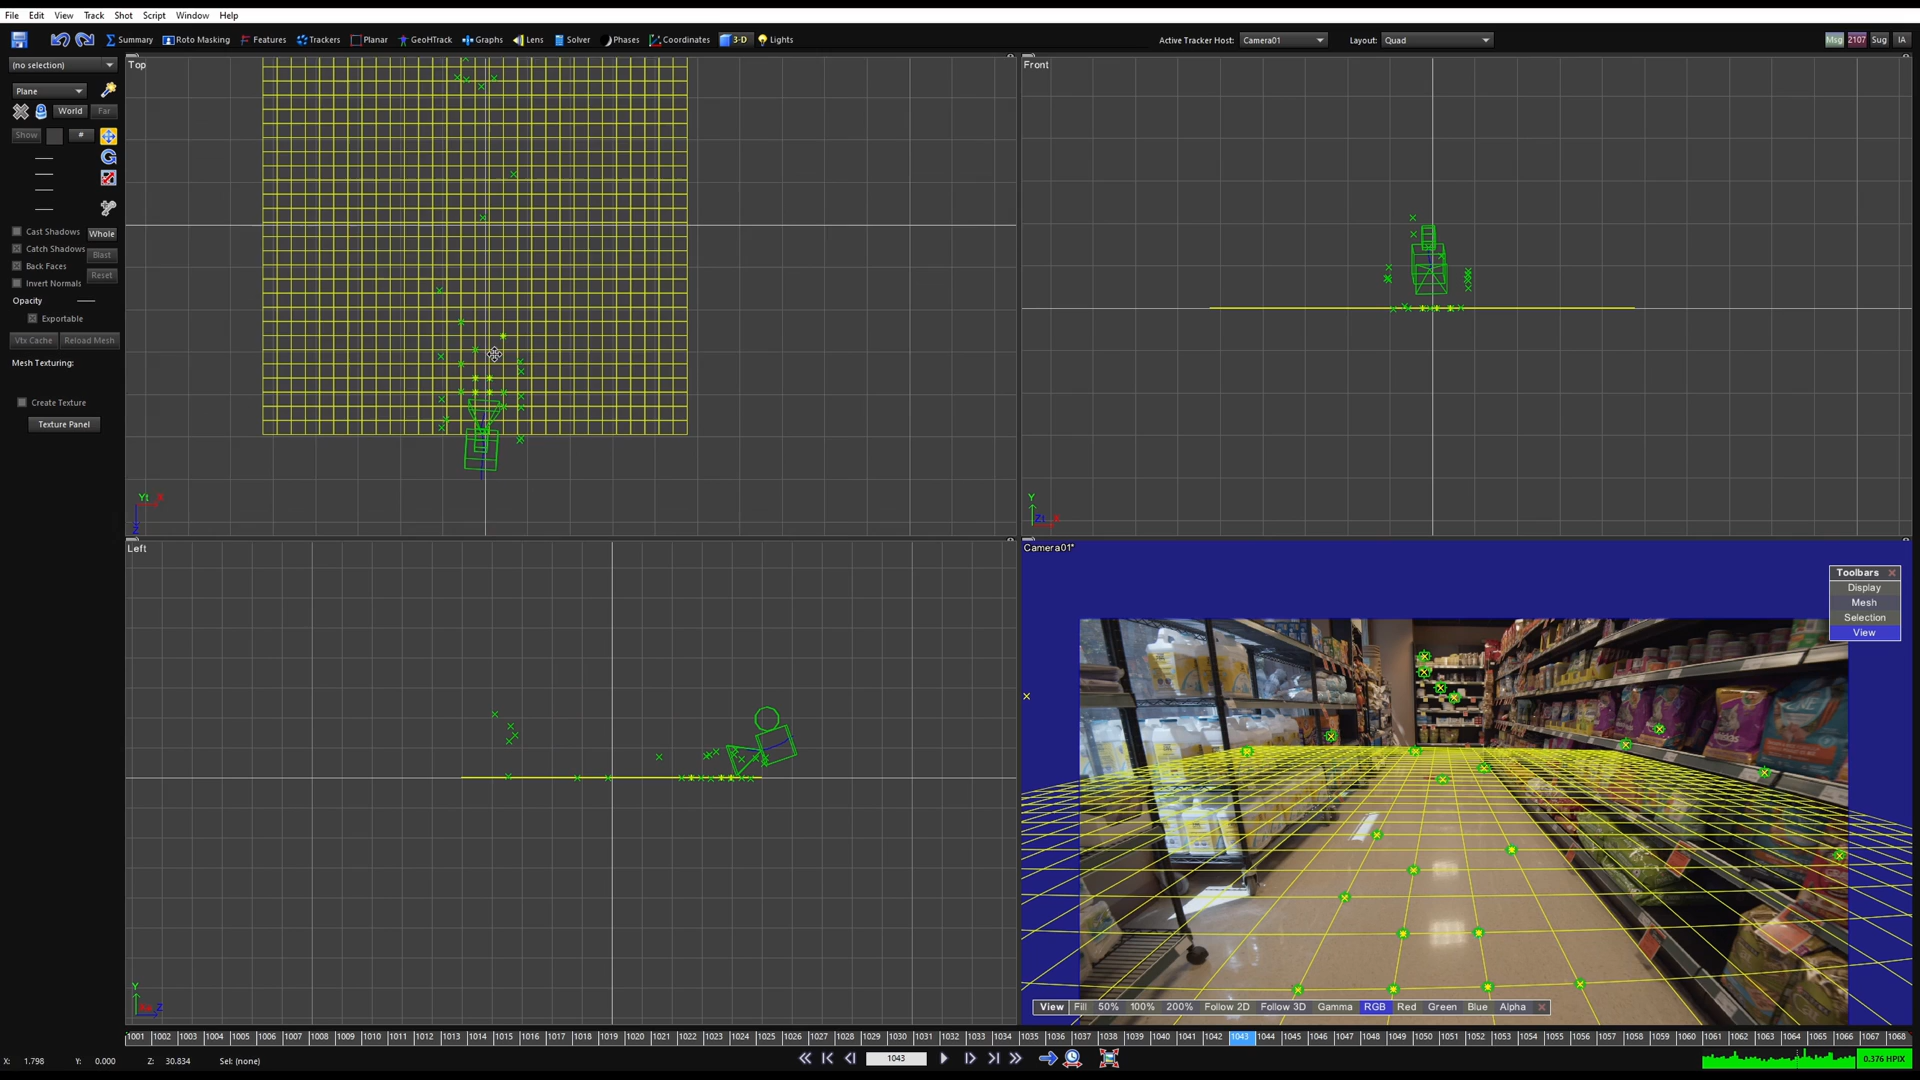 File Edit View Track Shot Script Window Help
Summary Roto Masking Features Trackers Planar GeoHTrack Graphs Lens Solver Phases Coordinates 3-D Lights Active Tracker Host: Camera01 Layout: Quad Msg 2107 Sug IA
(no selection)
Plane
World Far
Show #
Cast Shadows Whole
Catch Shadows Blast
Back Faces Reset
Invert Normals
Opacity
Exportable
Vtx Cache Reload Mesh
Mesh Texturing:
Create Texture
Texture Panel
Top
Yt X
Z
Front
Y
Zt X
Left
Y
Z
Camera01*
Toolbars ×
Display
Mesh
Selection
View
View Fill 50% 100% 200% Follow 2D Follow 3D Gamma RGB Red Green Blue Alpha ×
1001 1002 1003 1004 1005 1006 1007 1008 1009 1010 1011 1012 1013 1014 1015 1016 1017 1018 1019 1020 1021 1022 1023 1024 1025 1026 1027 1028 1029 1030 1031 1032 1033 1034 1035 1036 1037 1038 1039 1040 1041 1042 1043 1044 1045 1046 1047 1048 1049 1050 1051 1052 1053 1054 1055 1056 1057 1058 1059 1060 1061 1062 1063 1064 1065 1066 1067 1068
X: 1.798 Y: 0.000 Z: 30.834 Sel: (none) 1043 0.376 HPIX